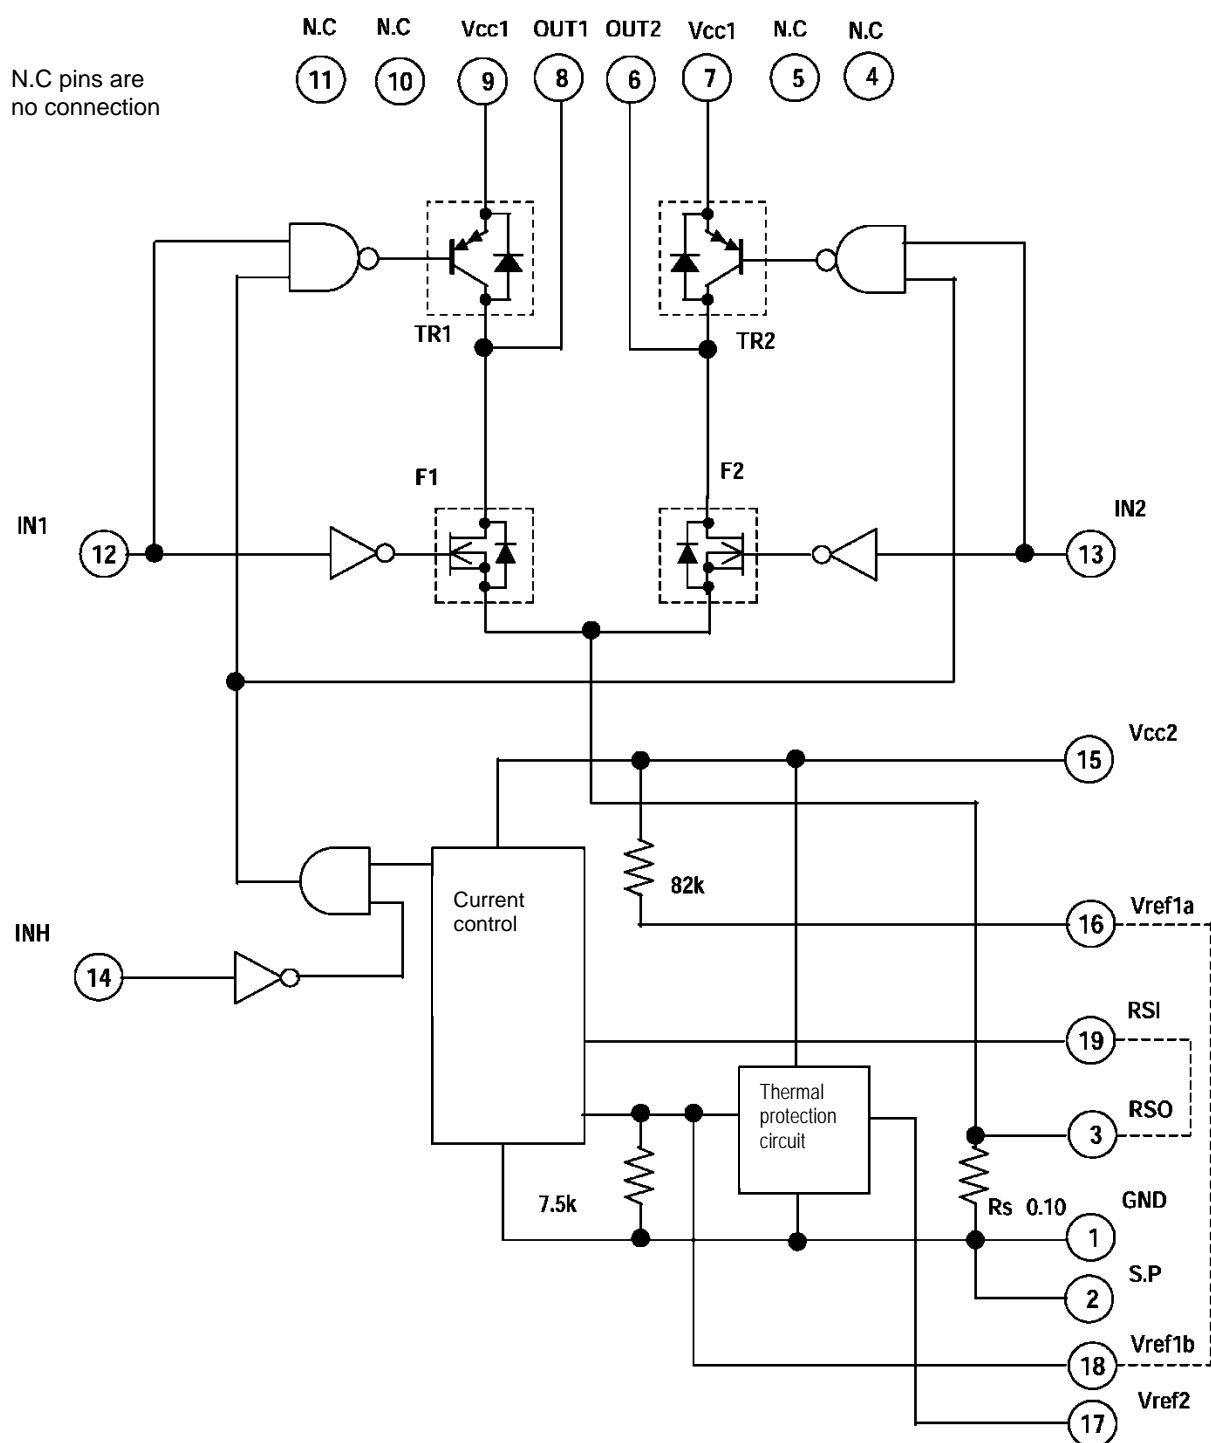 N.C N.C Vcc1 OUT1 OUT2 Vcc1 N.C N.C
11 10 9 8 6 7 5 4
N.C pins are
no connection
TR1 TR2
F1 F2
IN1 IN2
12 13
Vcc2
15
82k
Current
control
Vref1a
16
INH
14
RSI
19
Thermal
protection
circuit
RSO
3
7.5k
Rs 0.10
GND
1
S.P
2
Vref1b
18
Vref2
17